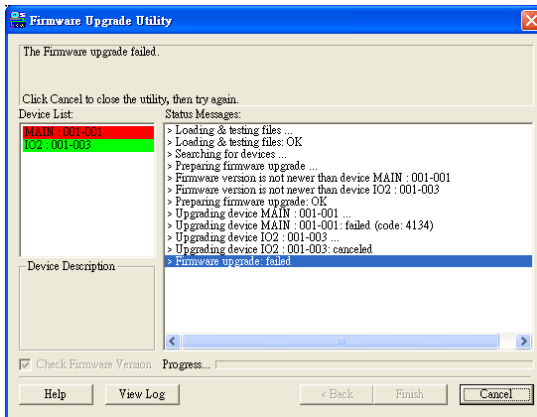 Firmware Upgrade Utility
The Firmware upgrade failed.
Click Cancel to close the utility, then try again.
Device List:
MAIN : 001-001
IO2 : 001-003
Status Messages:
> Loading & testing files ...
> Loading & testing files: OK
> Searching for devices ...
> Preparing firmware upgrade ...
> Firmware version is not newer than device MAIN : 001-001
> Firmware version is not newer than device IO2 : 001-003
> Preparing firmware upgrade: OK
> Upgrading device MAIN : 001-001 ...
> Upgrading device MAIN : 001-001: failed (code: 4134)
> Upgrading device IO2 : 001-003 ...
> Upgrading device IO2 : 001-003: canceled
> Firmware upgrade: failed
Device Description
Check Firmware Version
Progress...
Help
View Log
< Back
Finish
Cancel